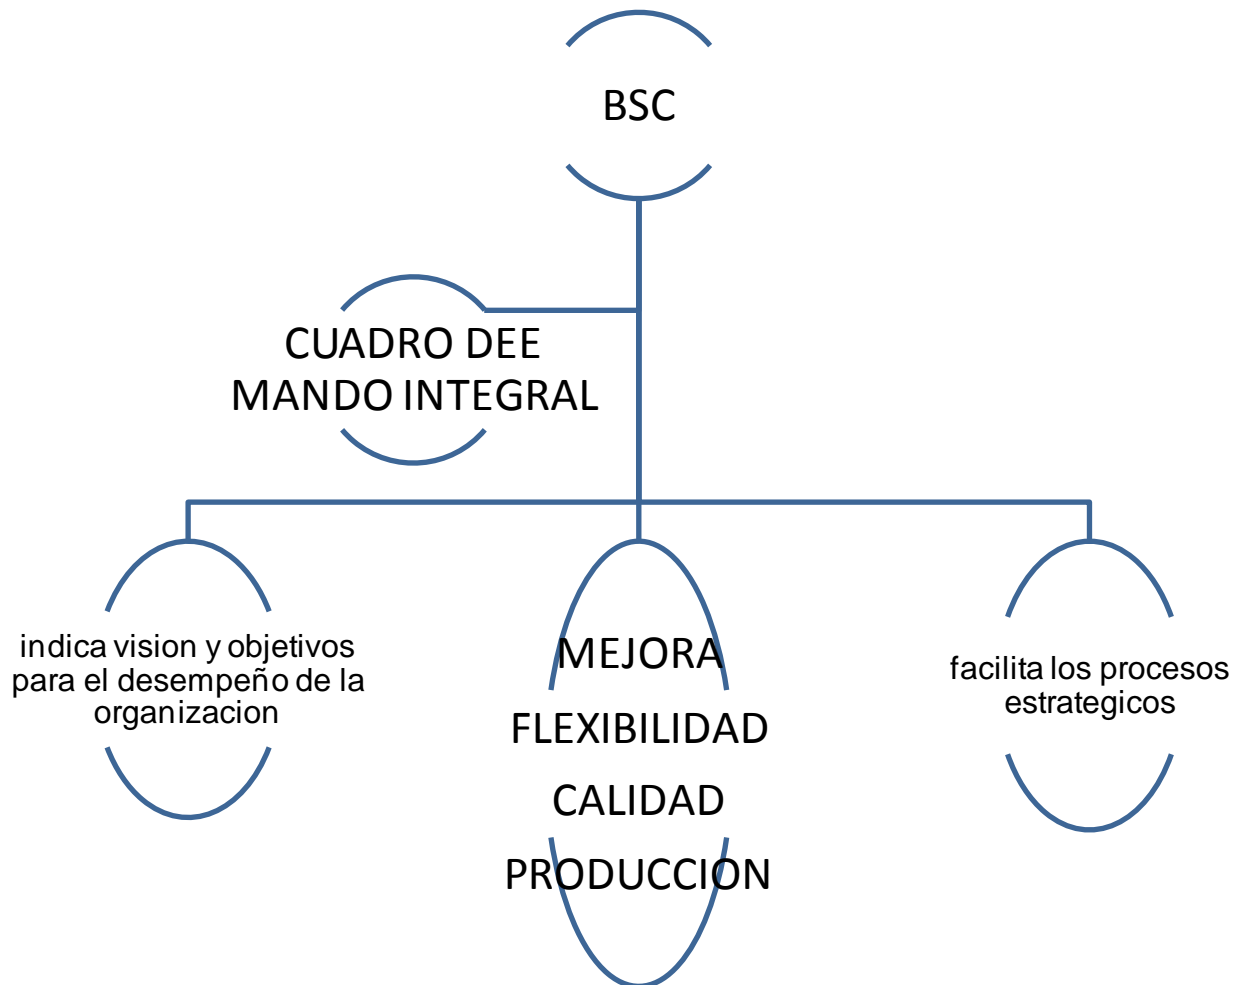 BSC
CUADRO DEE
MANDO INTEGRAL
indica vision y objetivos
para el desempeño de la
organizacion
MEJORA
FLEXIBILIDAD
CALIDAD
PRODUCCION
facilita los procesos
estrategicos